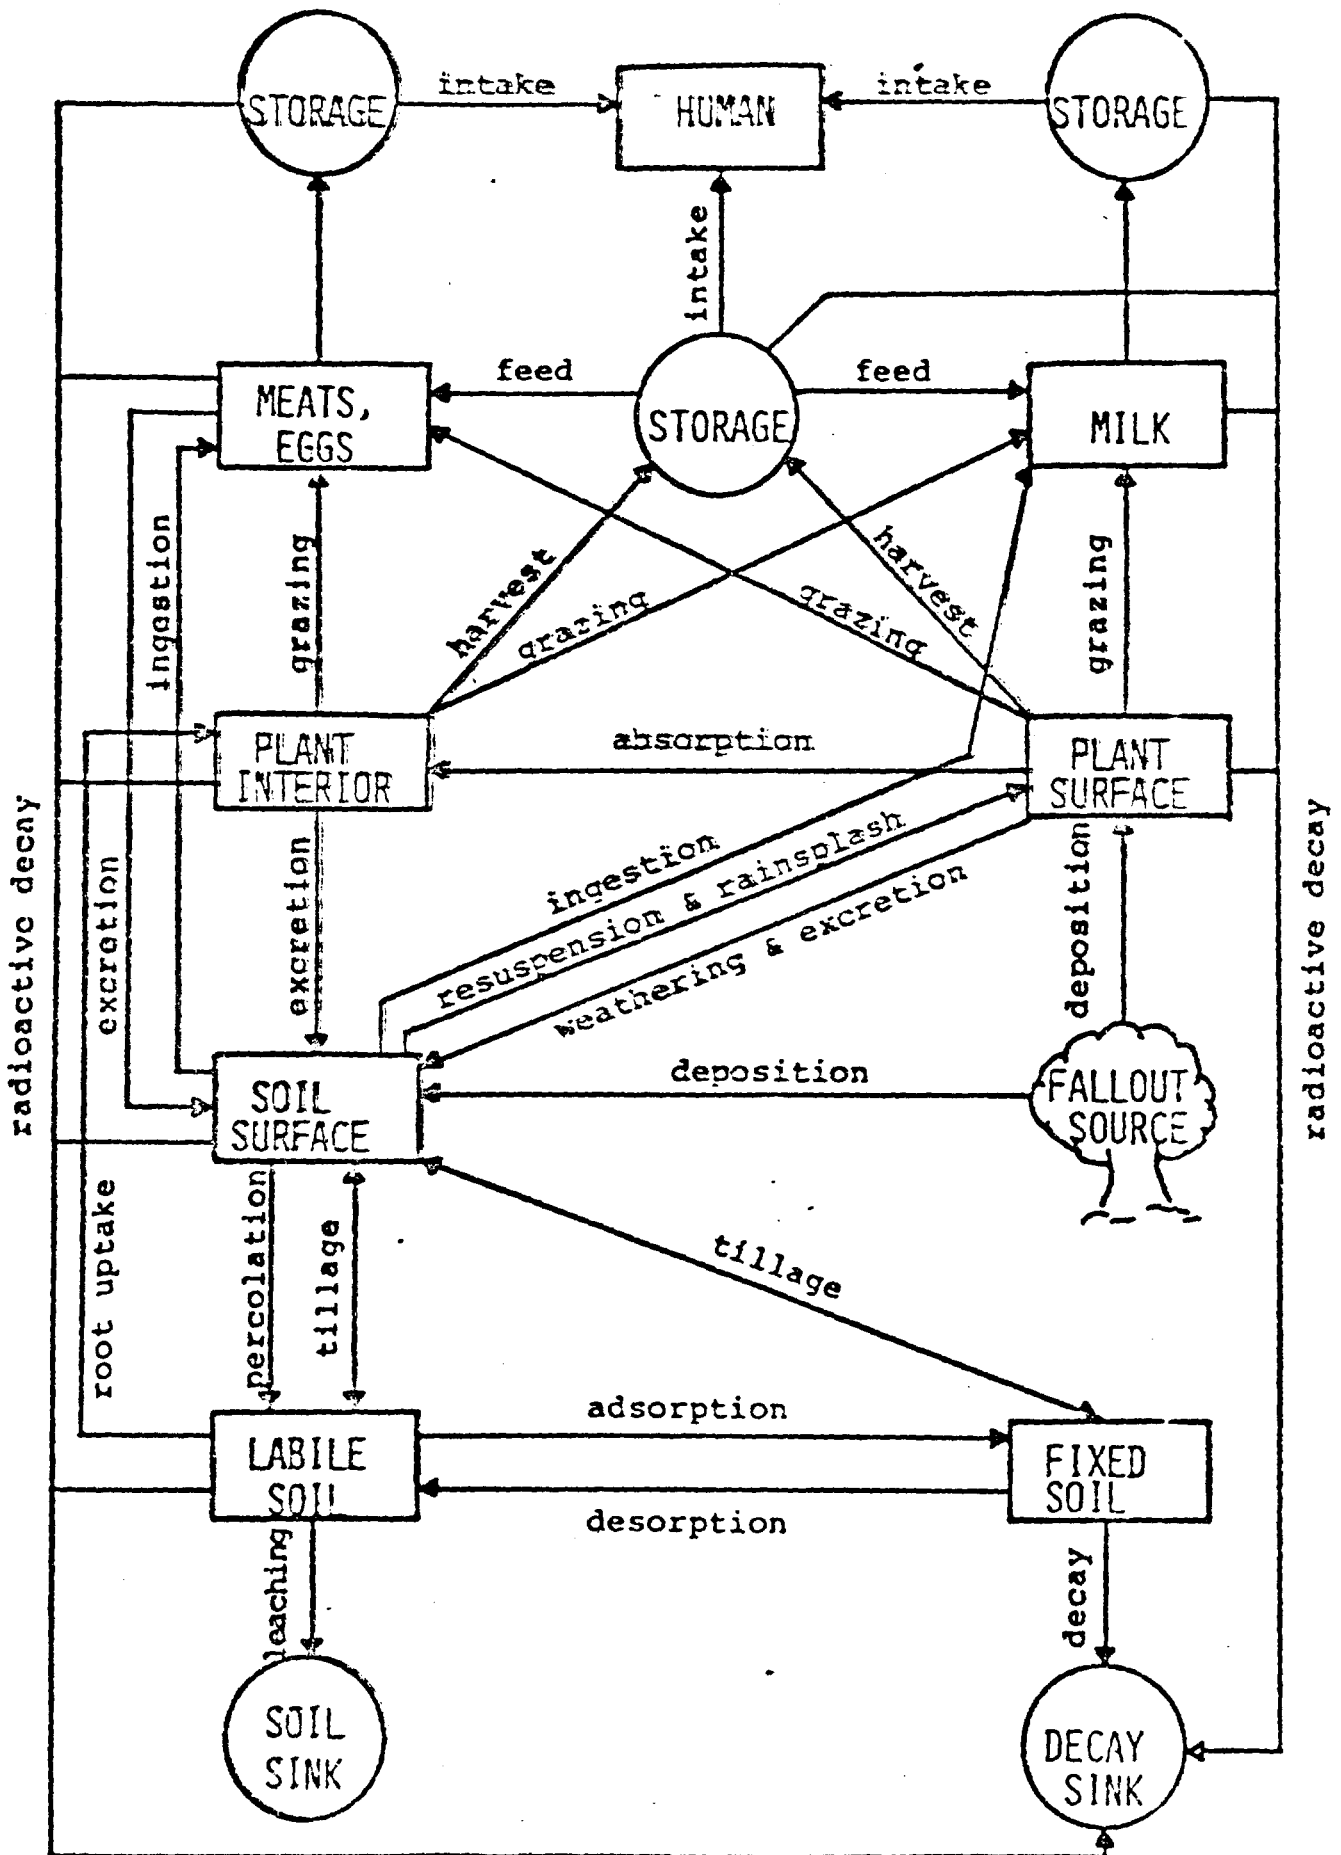 intake
intake
STORAGE
HUMAN
STORAGE
intake
feed
feed
MEATS,
EGGS
STORAGE
MILK
ingostion
grazing
harvest
grazing
grazing
harvest
grazing
PLANT
INTERIOR
absorption
PLANT
SURFACE
radioactive decay
excretion
excretion
ingestion
resuspension & rainsplash
weathering & excretion
deposition
radioactive decay
deposition
SOIL
SURFACE
FALLOUT
SOURCE
root uptake
percolation
tillage
tillage
LABILE
SOIL
adsorption
desorption
FIXED
SOIL
leaching
decay
SOIL
SINK
DECAY
SINK